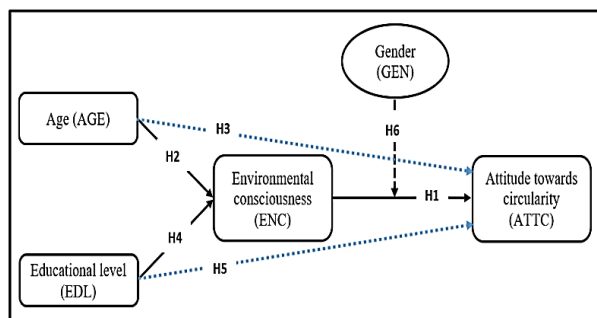 Gender
(GEN)
Age (AGE)
H3
H6
H2
Environmental
consciousness
(ENC)
H1
Attitude towards
circularity
(ATTC)
H4
Educational level
(EDL)
H5